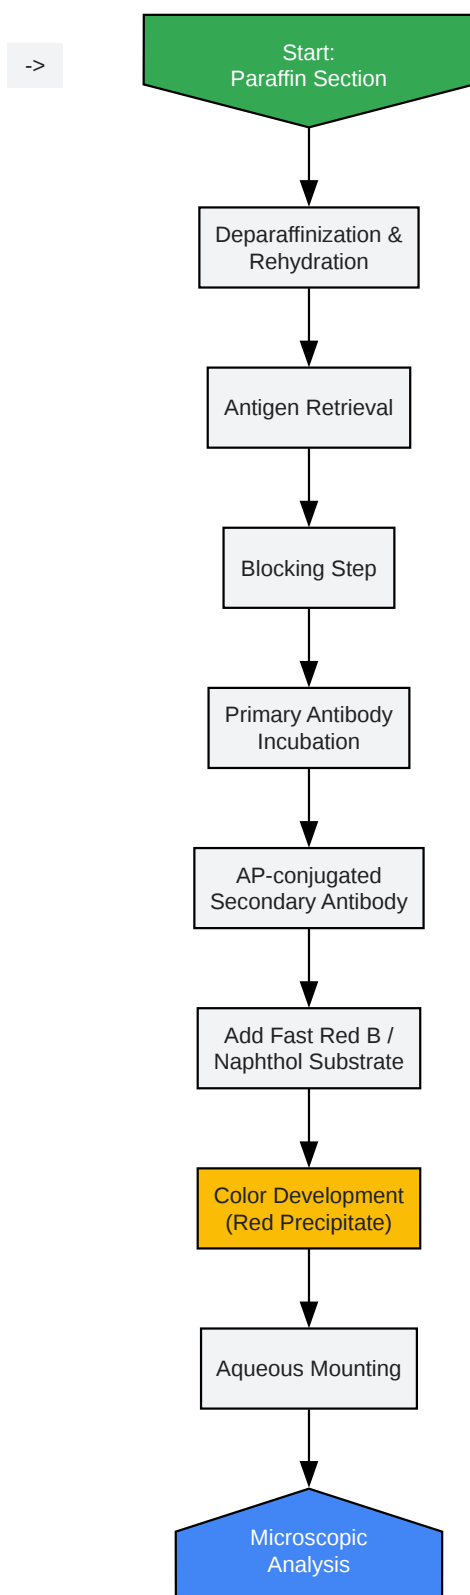 ->
Start:
Paraffin Section
Deparaffinization &
Rehydration
Antigen Retrieval
Blocking Step
Primary Antibody
Incubation
AP-conjugated
Secondary Antibody
Add Fast Red B /
Naphthol Substrate
Color Development
(Red Precipitate)
Aqueous Mounting
Microscopic
Analysis